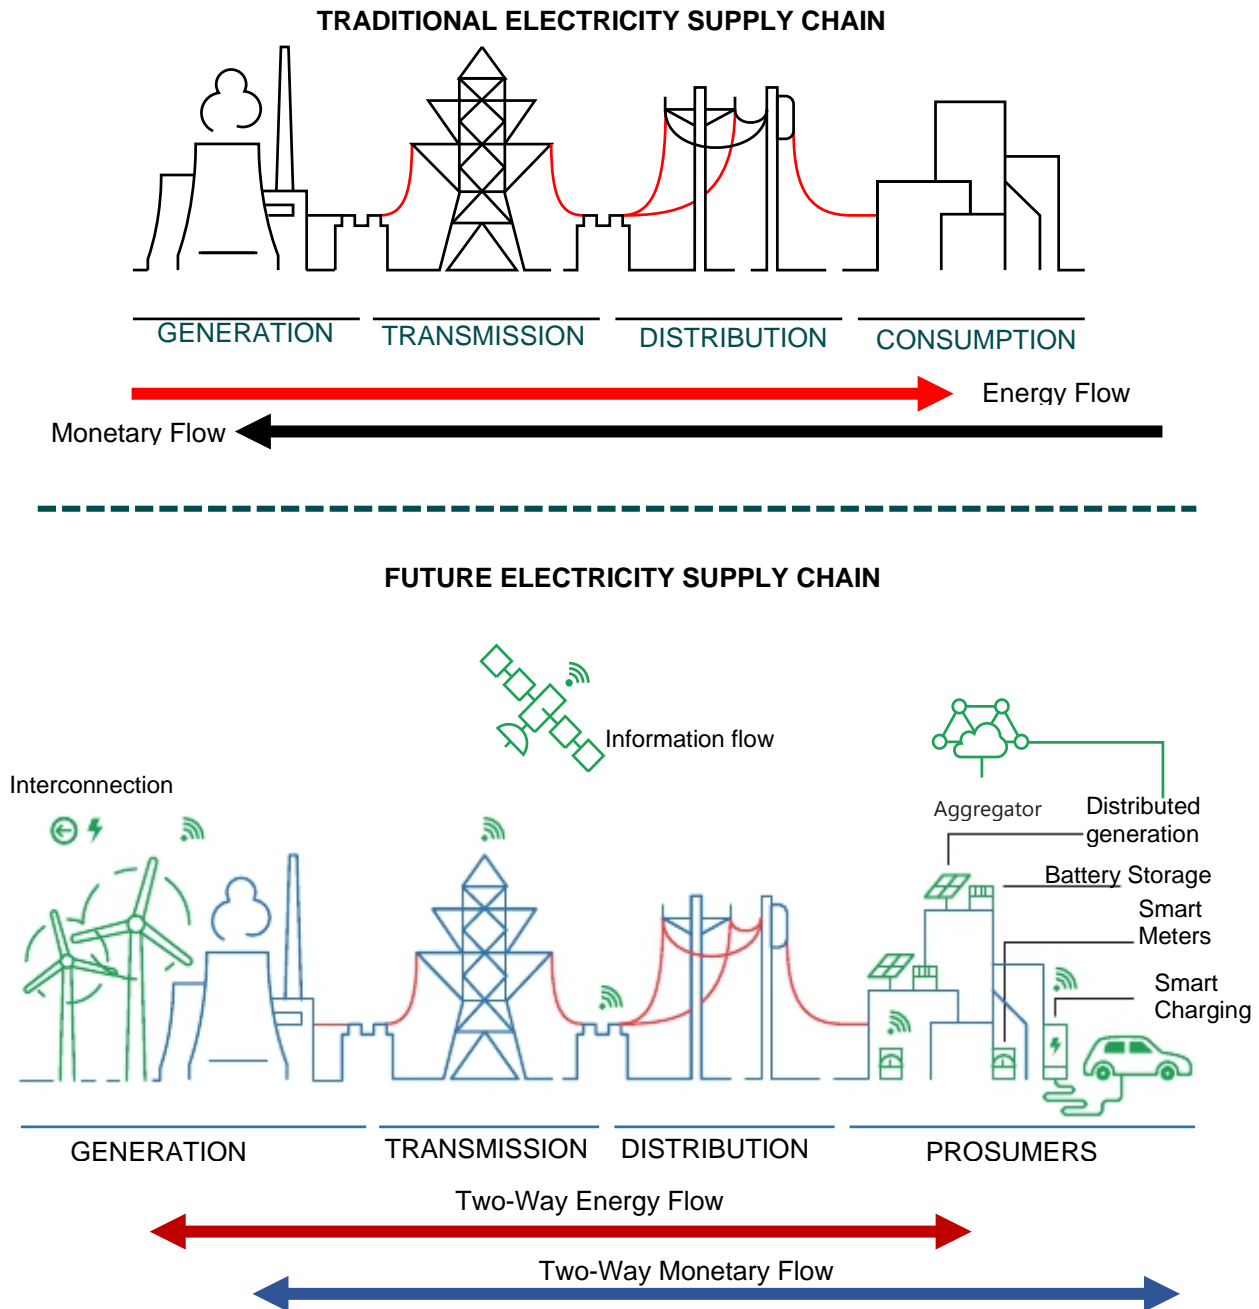 TRADITIONAL ELECTRICITY SUPPLY CHAIN
GENERATION
TRANSMISSION
DISTRIBUTION
CONSUMPTION
Energy Flow
Monetary Flow
FUTURE ELECTRICITY SUPPLY CHAIN
Information flow
Interconnection
Aggregator
Distributed
generation
Battery Storage
Smart
Meters
Smart
Charging
GENERATION
TRANSMISSION
DISTRIBUTION
PROSUMERS
Two-Way Energy Flow
Two-Way Monetary Flow